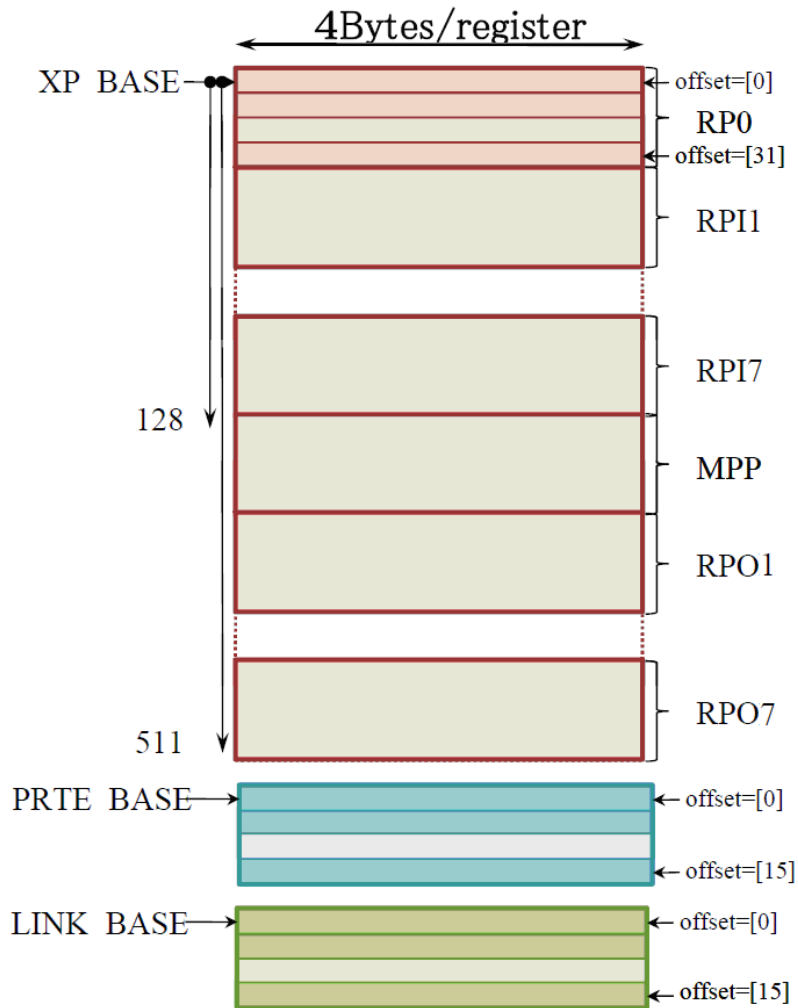 4Bytes/register
XP BASE
offset=[0]
RP0
offset=[31]
RPI1
RPI7
128
MPP
RPO1
RPO7
511
PRTE BASE
offset=[0]
offset=[15]
LINK BASE
offset=[0]
offset=[15]